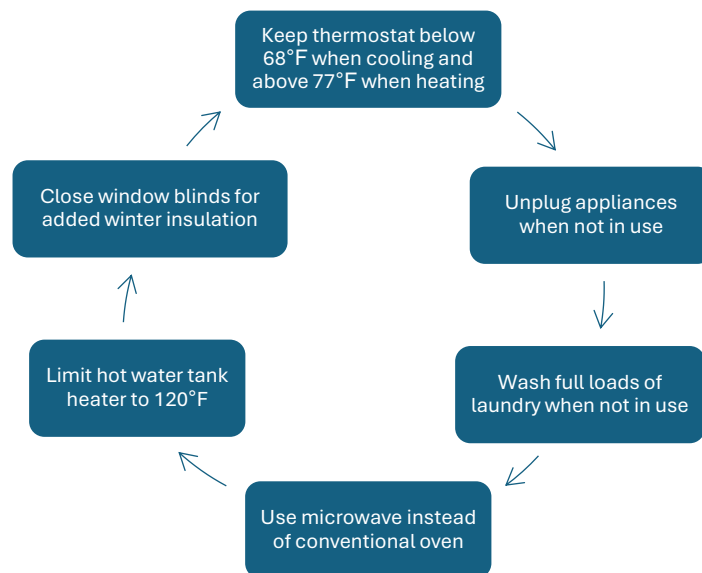 Keep thermostat below
68°F when cooling and
above 77°F when heating
Unplug appliances
when not in use
Wash full loads of
laundry when not in use
Use microwave instead
of conventional oven
Limit hot water tank
heater to 120°F
Close window blinds for
added winter insulation